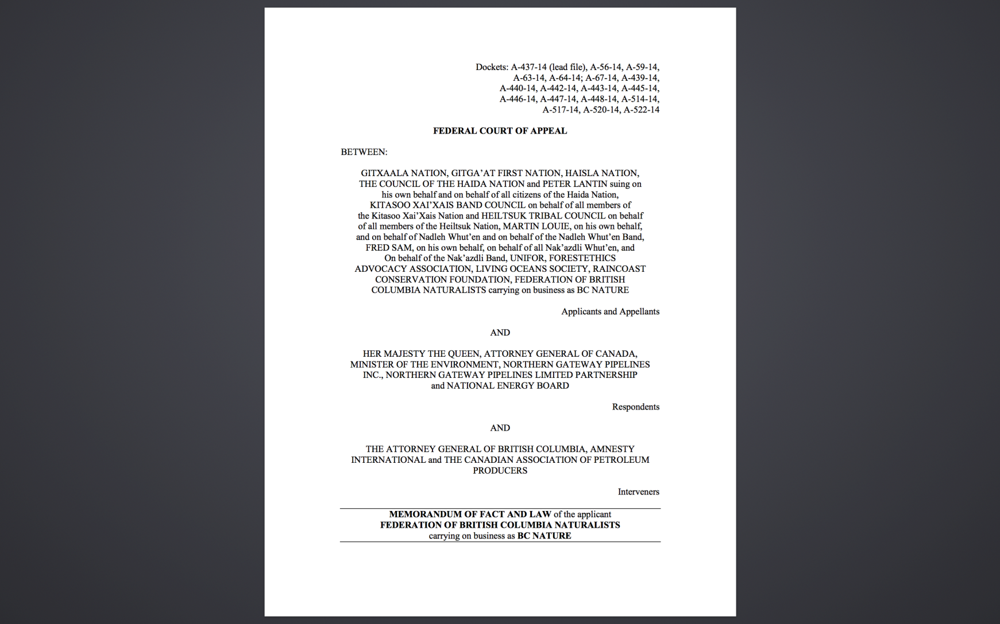 Dockets: A-437-14 (lead file), A-56-14, A-59-14,
A-63-14, A-64-14; A-67-14, A-439-14,
A-440-14, A-442-14, A-443-14, A-445-14,
A-446-14, A-447-14, A-448-14, A-514-14,
A-517-14, A-520-14, A-522-14
FEDERAL COURT OF APPEAL
BETWEEN:
GITXAALA NATION, GITGA’AT FIRST NATION, HAISLA NATION,
THE COUNCIL OF THE HAIDA NATION and PETER LANTIN suing on
his own behalf and on behalf of all citizens of the Haida Nation,
KITASOO XAI’XAIS BAND COUNCIL on behalf of all members of
the Kitasoo Xai’Xais Nation and HEILTSUK TRIBAL COUNCIL on behalf
of all members of the Heiltsuk Nation, MARTIN LOUIE, on his own behalf,
and on behalf of Nadleh Whut’en and on behalf of the Nadleh Whut’en Band,
FRED SAM, on his own behalf, on behalf of all Nak’azdli Whut’en, and
On behalf of the Nak’azdli Band, UNIFOR, FORESTETHICS
ADVOCACY ASSOCIATION, LIVING OCEANS SOCIETY, RAINCOAST
CONSERVATION FOUNDATION, FEDERATION OF BRITISH
COLUMBIA NATURALISTS carrying on business as BC NATURE
Applicants and Appellants
AND
HER MAJESTY THE QUEEN, ATTORNEY GENERAL OF CANADA,
MINISTER OF THE ENVIRONMENT, NORTHERN GATEWAY PIPELINES
INC., NORTHERN GATEWAY PIPELINES LIMITED PARTNERSHIP
and NATIONAL ENERGY BOARD
Respondents
AND
THE ATTORNEY GENERAL OF BRITISH COLUMBIA, AMNESTY
INTERNATIONAL and THE CANADIAN ASSOCIATION OF PETROLEUM
PRODUCERS
Interveners
MEMORANDUM OF FACT AND LAW of the applicant
FEDERATION OF BRITISH COLUMBIA NATURALISTS
carrying on business as BC NATURE